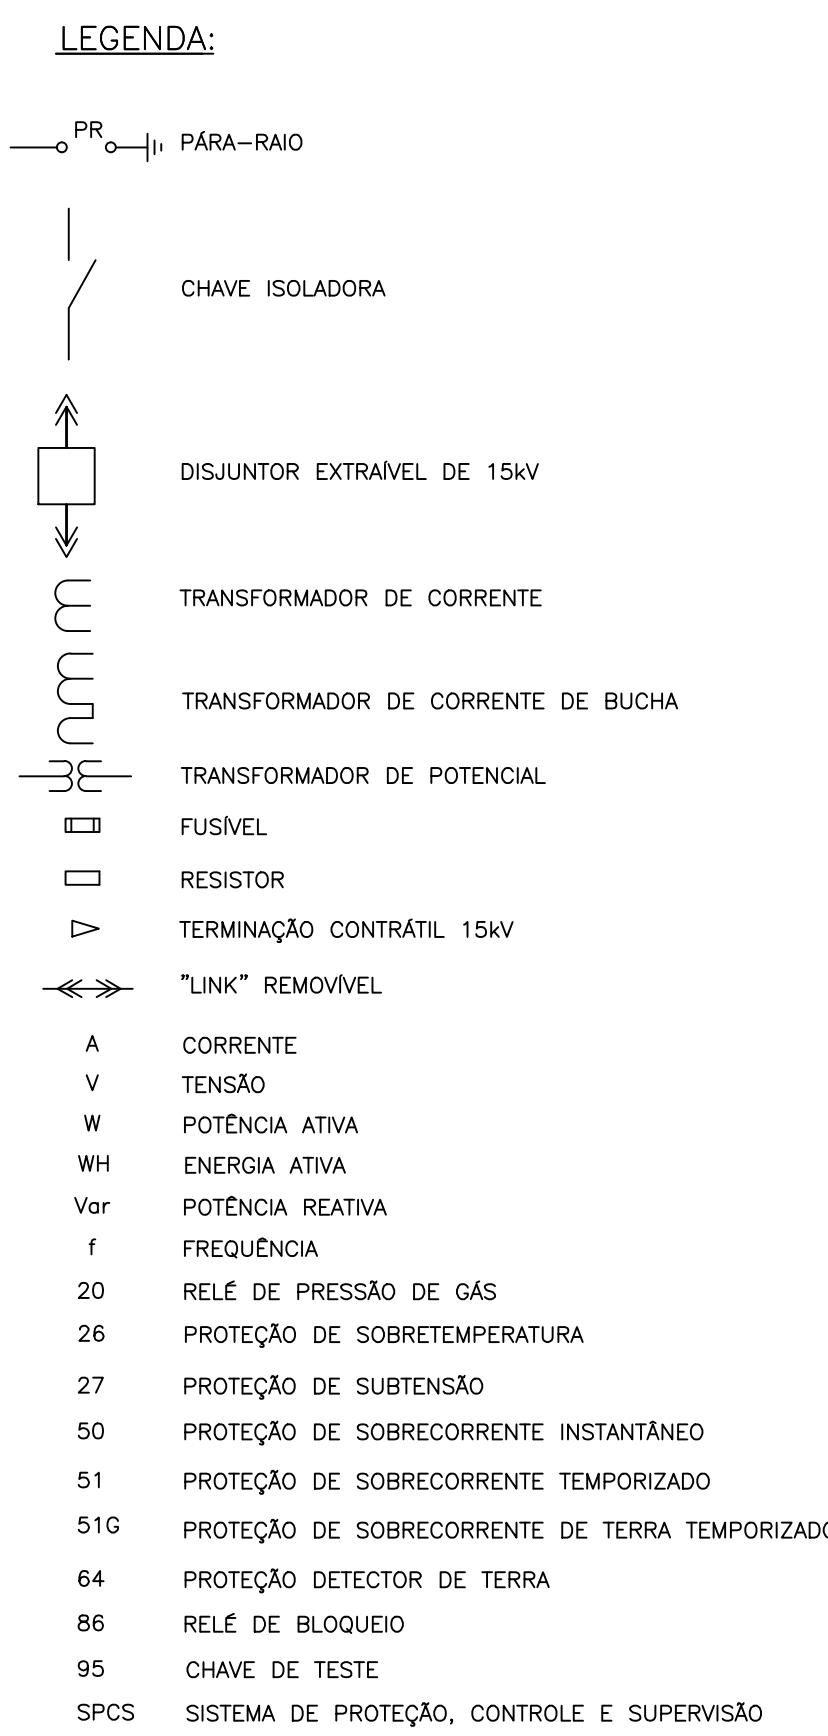 LEGENDA:
PR PÁRA-RAIO
CHAVE ISOLADORA
DISJUNTOR EXTRAÍVEL DE 15kV
TRANSFORMADOR DE CORRENTE
TRANSFORMADOR DE CORRENTE DE BUCHA
TRANSFORMADOR DE POTENCIAL
FUSÍVEL
RESISTOR
TERMINAÇÃO CONTRÁTIL 15kV
"LINK" REMOVÍVEL
A CORRENTE
V TENSÃO
W POTÊNCIA ATIVA
WH ENERGIA ATIVA
Var POTÊNCIA REATIVA
f FREQUÊNCIA
20 RELÉ DE PRESSÃO DE GÁS
26 PROTEÇÃO DE SOBRETEMPERATURA
27 PROTEÇÃO DE SUBTENSÃO
50 PROTEÇÃO DE SOBRECORRENTE INSTANTÂNEO
51 PROTEÇÃO DE SOBRECORRENTE TEMPORIZADO
51G PROTEÇÃO DE SOBRECORRENTE DE TERRA TEMPORIZADO
64 PROTEÇÃO DETECTOR DE TERRA
86 RELÉ DE BLOQUEIO
95 CHAVE DE TESTE
SPCS SISTEMA DE PROTEÇÃO, CONTROLE E SUPERVISÃO